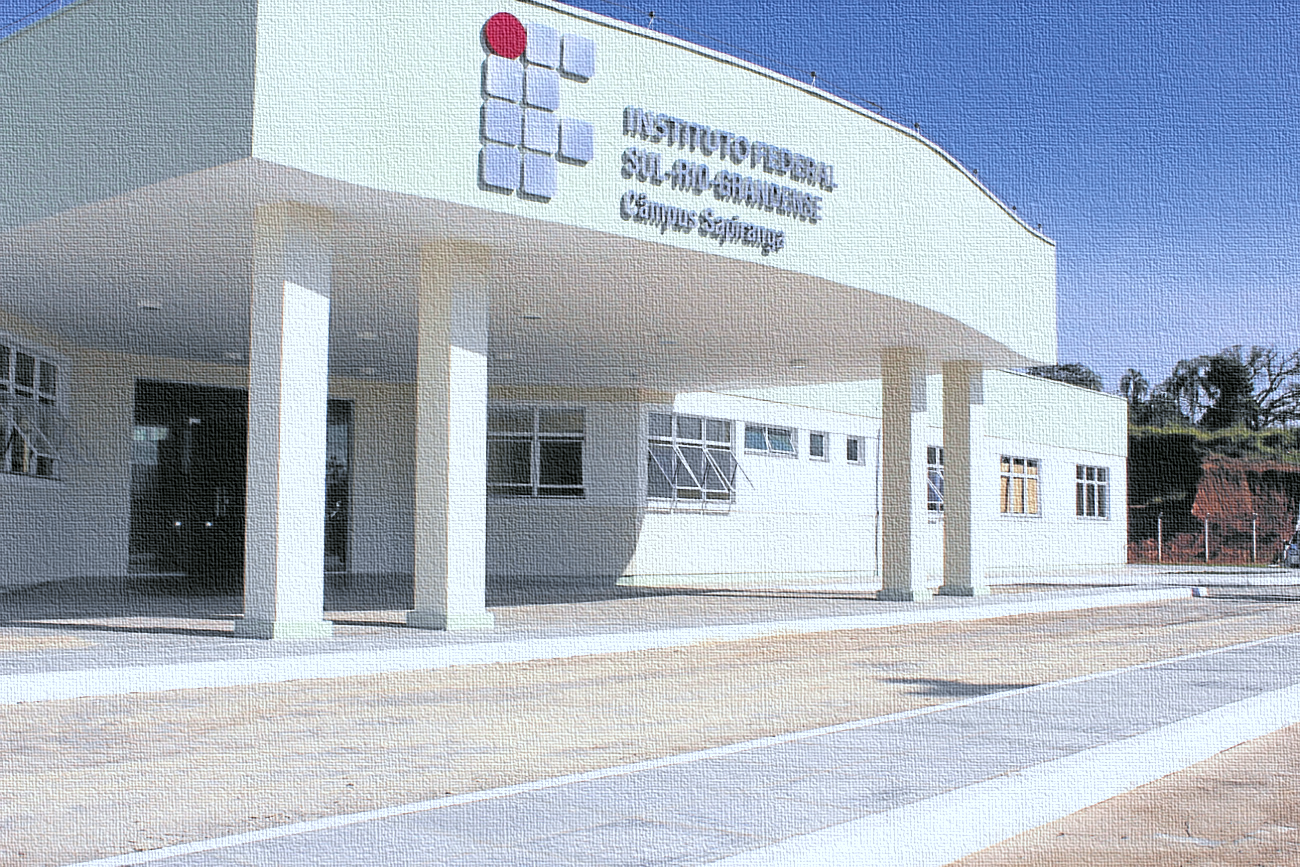 INSTITUTO FEDERAL
SUL-RIO-GRANDENSE
Câmpus Sapiranga